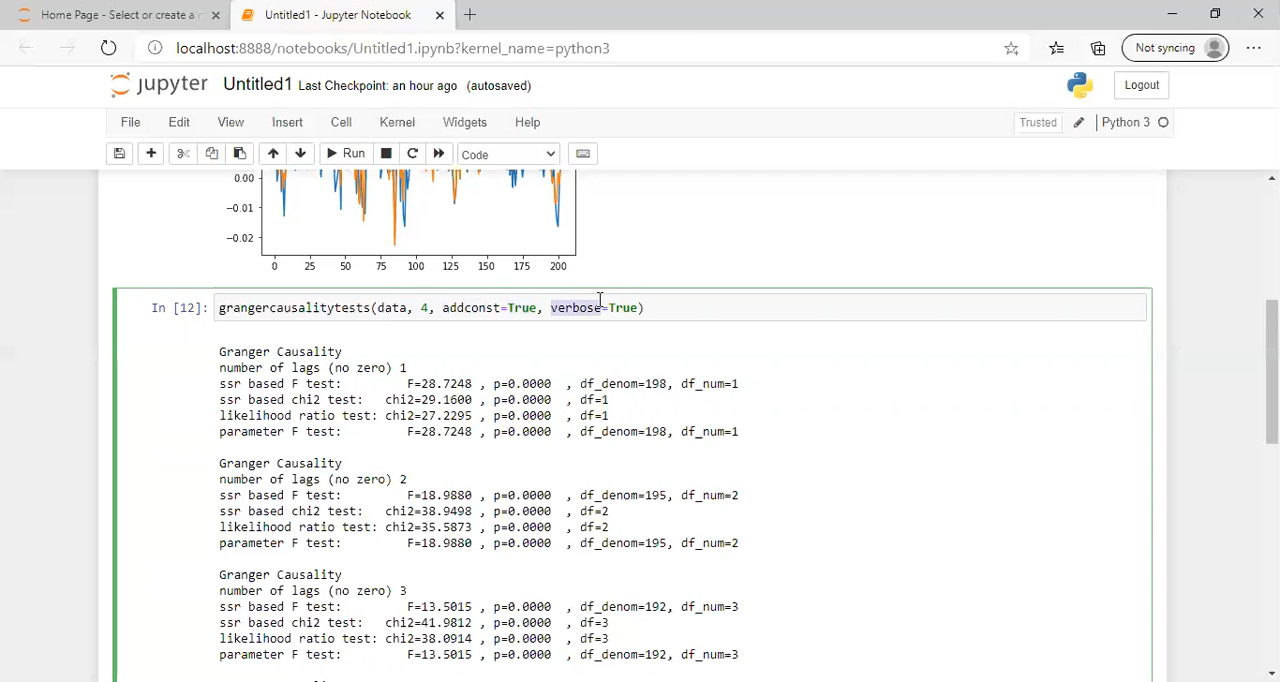 Home Page - Select or create a
Untitled1 - Jupyter Notebook
localhost:8888/notebooks/Untitled1.ipynb?kernel_name=python3
Not syncing
jupyter Untitled1 Last Checkpoint: an hour ago (autosaved)
Logout
File Edit View Insert Cell Kernel Widgets Help
Trusted
Python 3
Run
Code
0.00
−0.01
−0.02
0 25 50 75 100 125 150 175 200
In [12]: grangercausalitytests(data, 4, addconst=True, verbose=True)
Granger Causality
number of lags (no zero) 1
ssr based F test:         F=28.7248 , p=0.0000  , df_denom=198, df_num=1
ssr based chi2 test:   chi2=29.1600 , p=0.0000  , df=1
likelihood ratio test: chi2=27.2295 , p=0.0000  , df=1
parameter F test:         F=28.7248 , p=0.0000  , df_denom=198, df_num=1
Granger Causality
number of lags (no zero) 2
ssr based F test:         F=18.9880 , p=0.0000  , df_denom=195, df_num=2
ssr based chi2 test:   chi2=38.9498 , p=0.0000  , df=2
likelihood ratio test: chi2=35.5873 , p=0.0000  , df=2
parameter F test:         F=18.9880 , p=0.0000  , df_denom=195, df_num=2
Granger Causality
number of lags (no zero) 3
ssr based F test:         F=13.5015 , p=0.0000  , df_denom=192, df_num=3
ssr based chi2 test:   chi2=41.9812 , p=0.0000  , df=3
likelihood ratio test: chi2=38.0914 , p=0.0000  , df=3
parameter F test:         F=13.5015 , p=0.0000  , df_denom=192, df_num=3